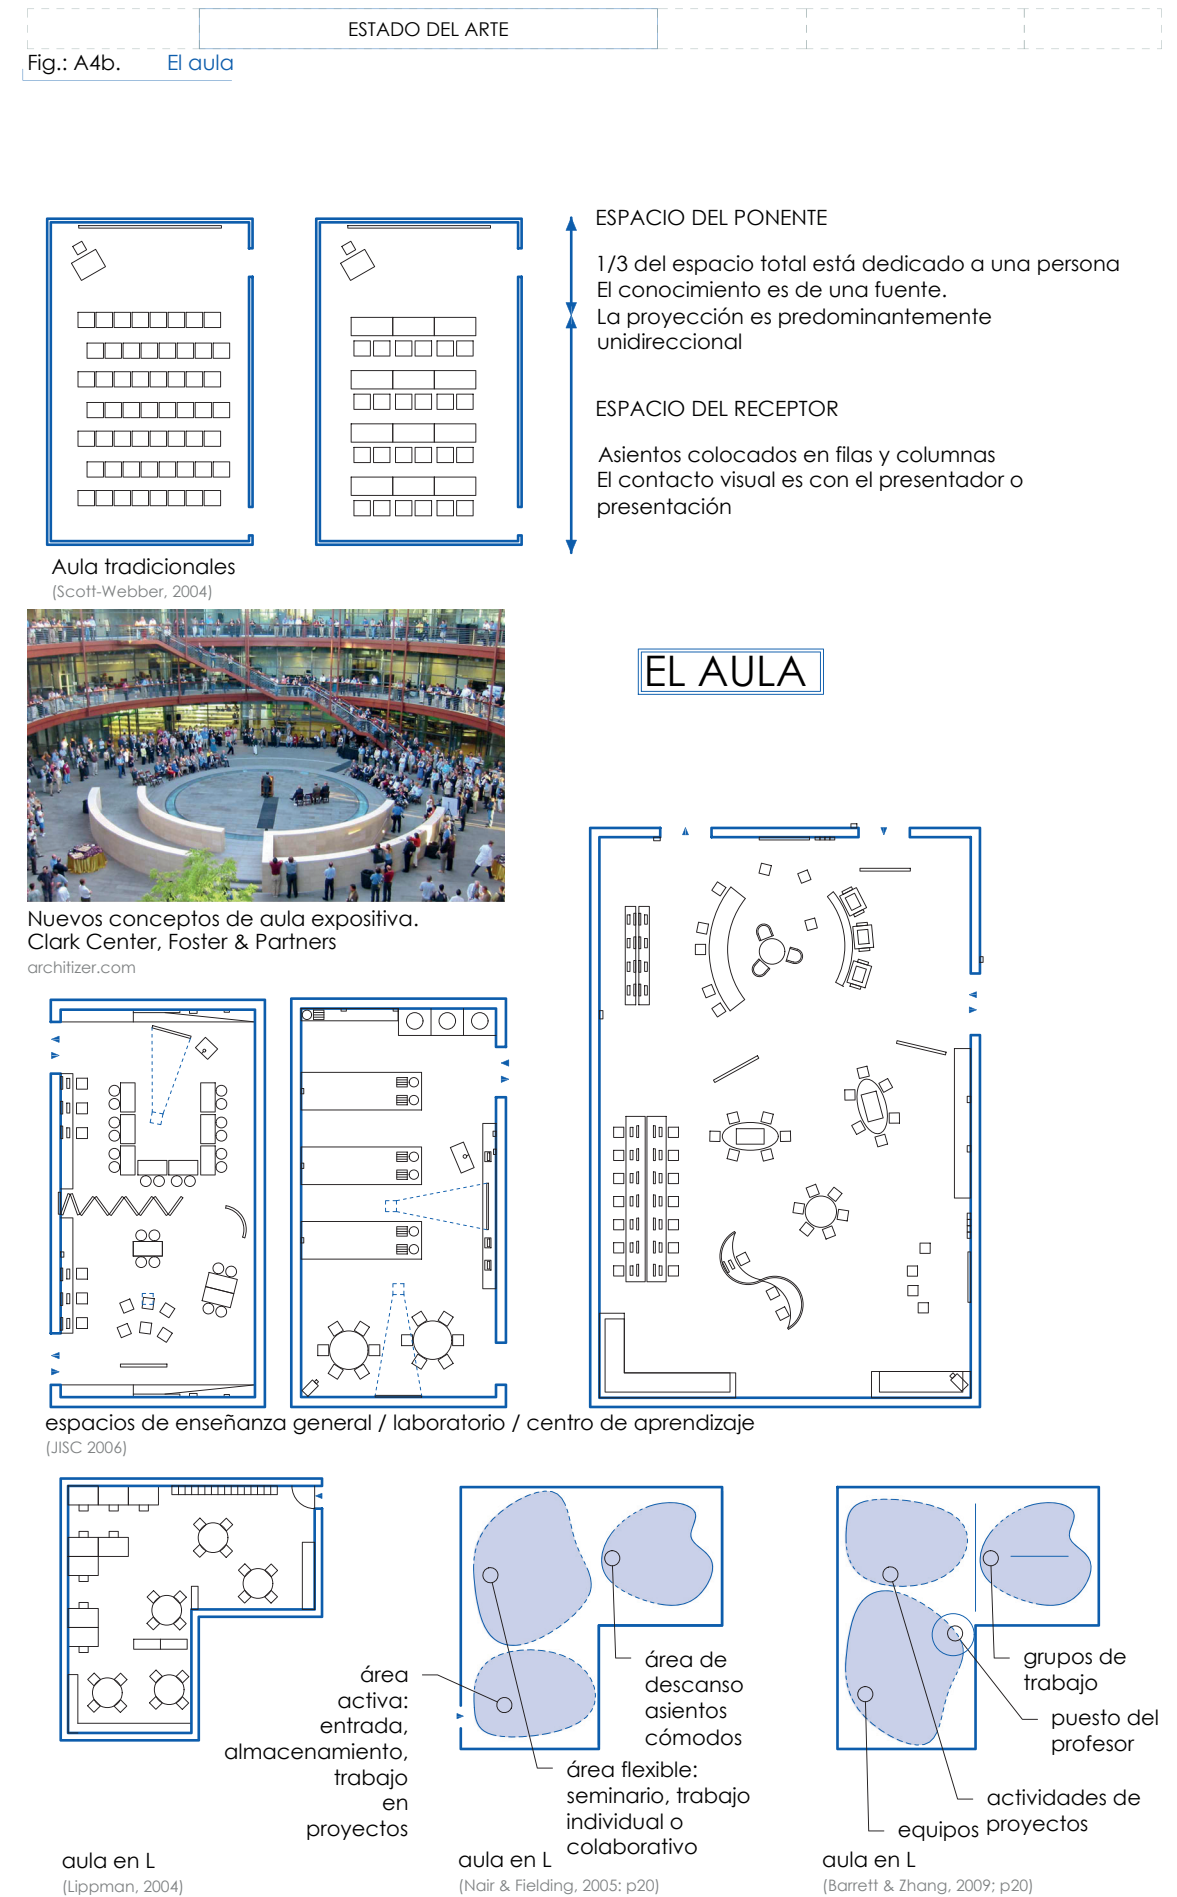 ESTADO DEL ARTE
Fig.: A4b. El aula
ESPACIO DEL PONENTE
1/3 del espacio total está dedicado a una persona
El conocimiento es de una fuente.
La proyección es predominantemente
unidireccional
ESPACIO DEL RECEPTOR
Asientos colocados en filas y columnas
El contacto visual es con el presentador o
presentación
Aula tradicionales
(Scott-Webber, 2004)
EL AULA
Nuevos conceptos de aula expositiva.
Clark Center, Foster & Partners
architizer.com
espacios de enseñanza general / laboratorio / centro de aprendizaje
(JISC 2006)
aula en L
(Lippman, 2004)
área
activa:
entrada,
almacenamiento,
trabajo
en
proyectos
área de
descanso
asientos
cómodos
área flexible:
seminario, trabajo
individual o
colaborativo
aula en L
(Nair & Fielding, 2005: p20)
grupos de
trabajo
puesto del
profesor
actividades de
proyectos
equipos
aula en L
(Barrett & Zhang, 2009; p20)